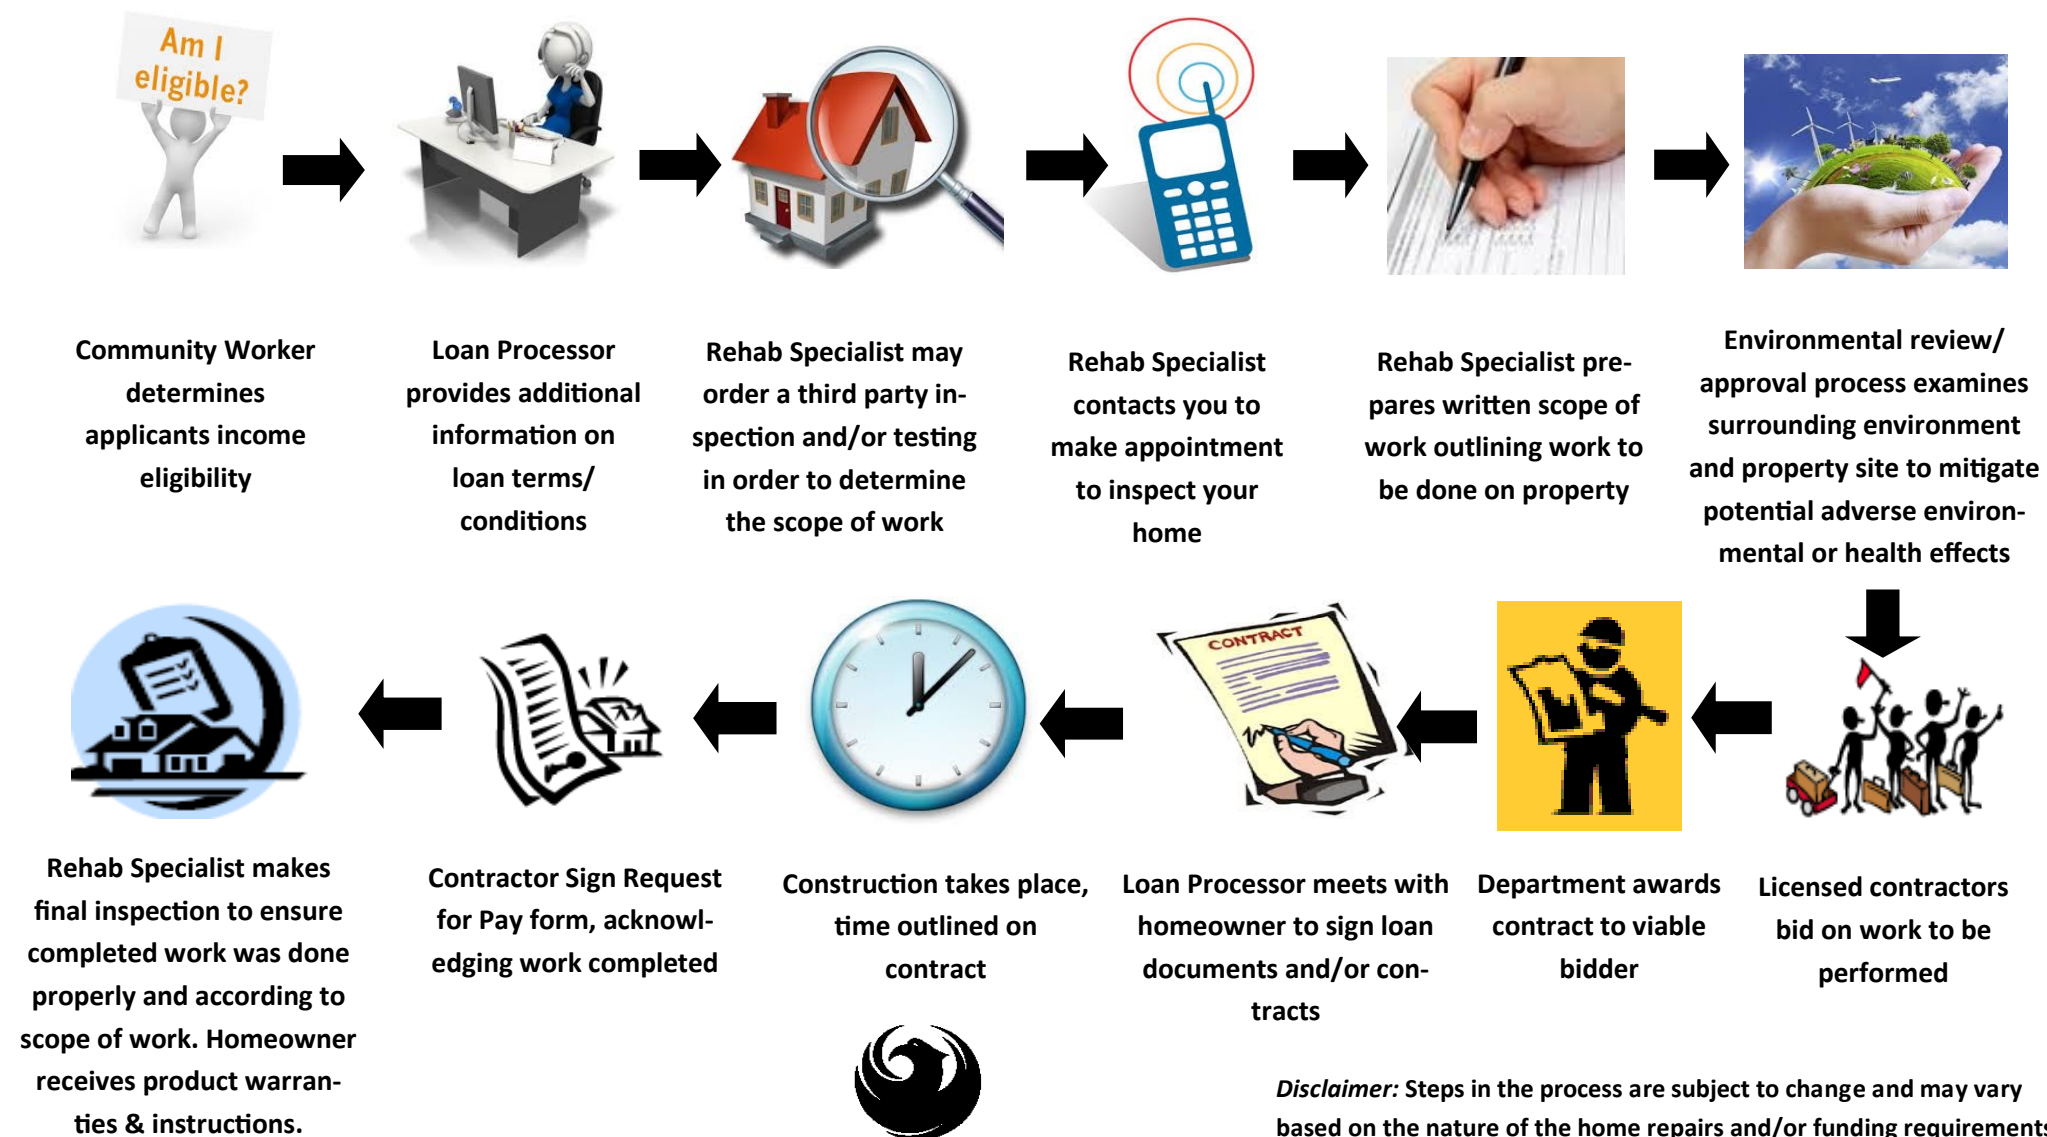 Am I
eligible?
Community Worker
determines
applicants income
eligibility
Loan Processor
provides additional
information on
loan terms/
conditions
Rehab Specialist may
order a third party in-
spection and/or testing
in order to determine
the scope of work
Rehab Specialist
contacts you to
make appointment
to inspect your
home
Rehab Specialist pre-
pares written scope of
work outlining work to
be done on property
Environmental review/
approval process examines
surrounding environment
and property site to mitigate
potential adverse environ-
mental or health effects
Licensed contractors
bid on work to be
performed
Department awards
contract to viable
bidder
CONTRACT
Loan Processor meets with
homeowner to sign loan
documents and/or con-
tracts
Construction takes place,
time outlined on
contract
Contractor Sign Request
for Pay form, acknowl-
edging work completed
Rehab Specialist makes
final inspection to ensure
completed work was done
properly and according to
scope of work. Homeowner
receives product warran-
ties & instructions.
Disclaimer: Steps in the process are subject to change and may vary
based on the nature of the home repairs and/or funding requirements